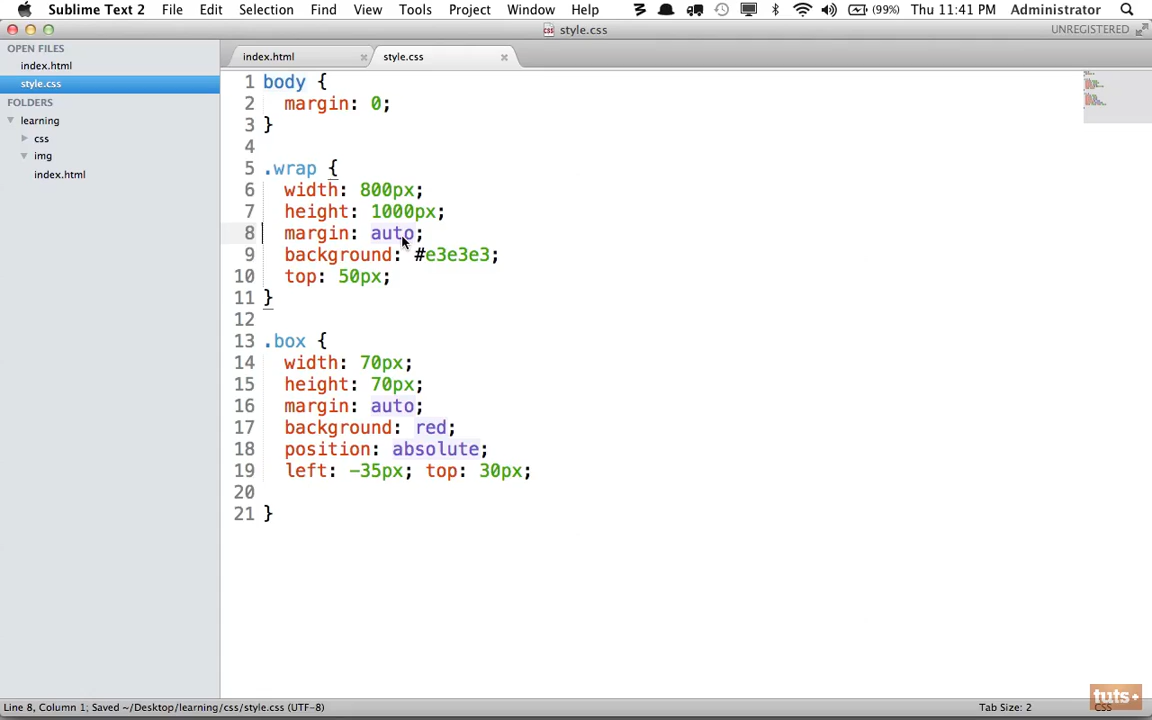 Sublime Text 2 File Edit Selection Find View Tools Project Window Help (99%) Thu 11:41 PM Administrator
style.css UNREGISTERED
OPEN FILES
index.html
style.css
FOLDERS
learning
css
img
index.html
index.html style.css
1 body {
2 margin: 0;
3 }
4
5 .wrap {
6 width: 800px;
7 height: 1000px;
8 margin: auto;
9 background: #e3e3e3;
10 top: 50px;
11 }
12
13 .box {
14 width: 70px;
15 height: 70px;
16 margin: auto;
17 background: red;
18 position: absolute;
19 left: -35px; top: 30px;
20
21 }
Line 8, Column 1; Saved ~/Desktop/learning/css/style.css (UTF-8) Tab Size: 2 CSS
tuts+